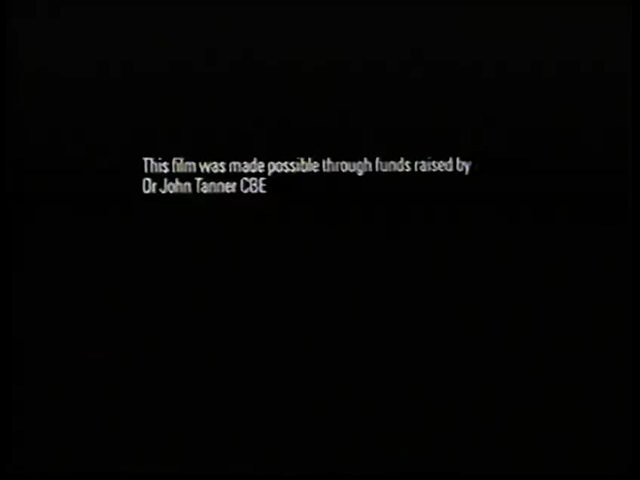 This film was made possible through funds raised by
Dr John Tanner CBE